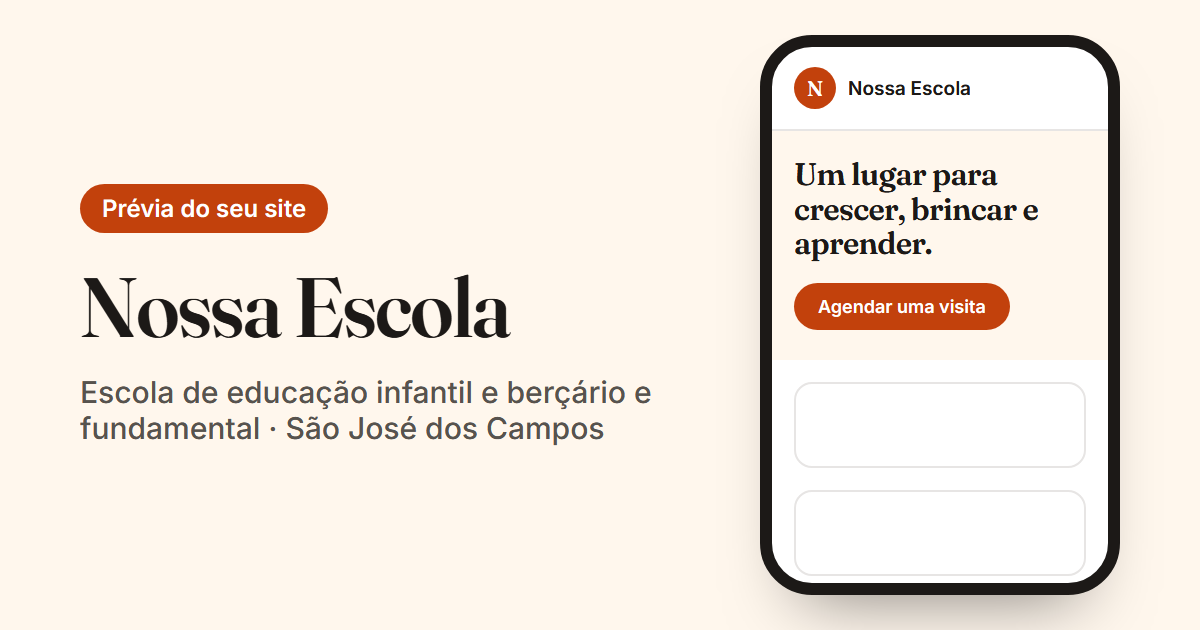 Prévia do seu site
Nossa Escola
Escola de educação infantil e berçário e
fundamental · São José dos Campos
N
Nossa Escola
Um lugar para
crescer, brincar e
aprender.
Agendar uma visita